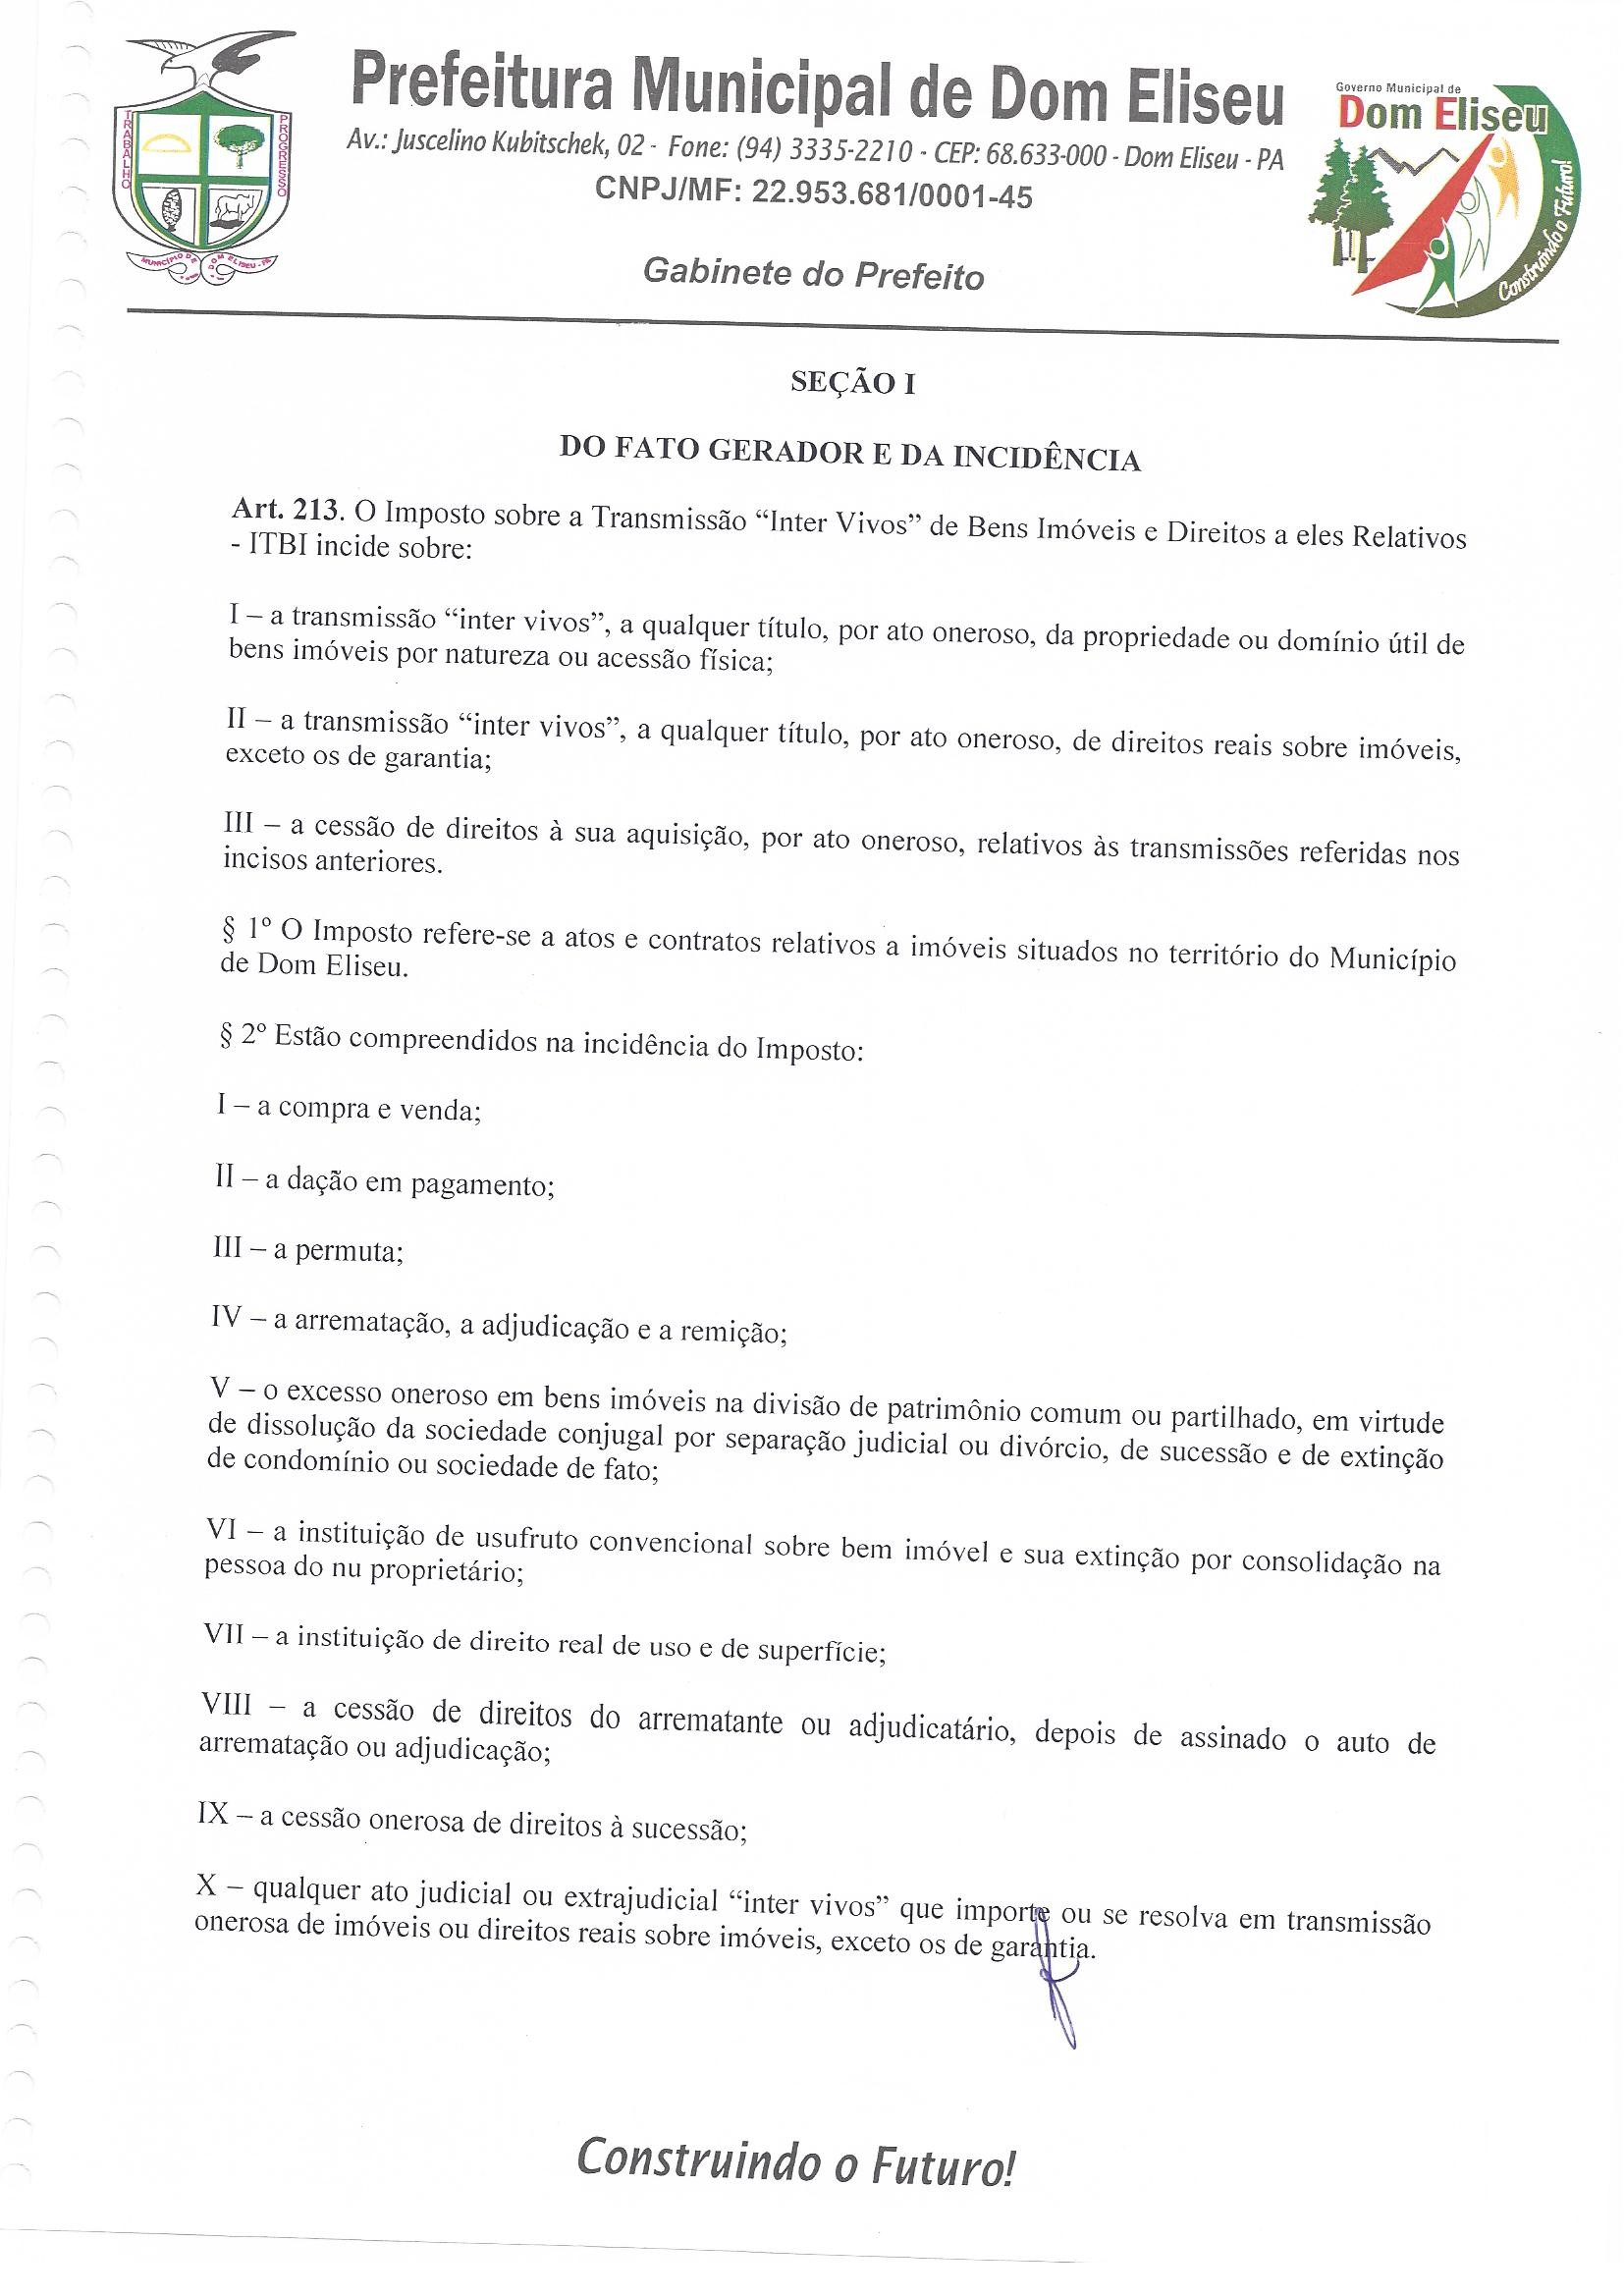 Prefeitura Municipal de Dom Eliseu
Av.: Juscelino Kubitschek, 02 - Fone: (94) 3335-2210 - CEP: 68.633-000 - Dom Eliseu - PA
CNPJ/MF: 22.953.681/0001-45
Gabinete do Prefeito
TRABALHO
PROGRESSO
MUNICÍPIO DE DOM ELISEU - PA
Governo Municipal de
Dom Eliseu
Construindo o Futuro!
SEÇÃO I
DO FATO GERADOR E DA INCIDÊNCIA
Art. 213. O Imposto sobre a Transmissão “Inter Vivos” de Bens Imóveis e Direitos a eles Relativos
- ITBI incide sobre:
I – a transmissão “inter vivos”, a qualquer título, por ato oneroso, da propriedade ou domínio útil de
bens imóveis por natureza ou acessão física;
II – a transmissão “inter vivos”, a qualquer título, por ato oneroso, de direitos reais sobre imóveis,
exceto os de garantia;
III – a cessão de direitos à sua aquisição, por ato oneroso, relativos às transmissões referidas nos
incisos anteriores.
§ 1º O Imposto refere-se a atos e contratos relativos a imóveis situados no território do Município
de Dom Eliseu.
§ 2º Estão compreendidos na incidência do Imposto:
I – a compra e venda;
II – a dação em pagamento;
III – a permuta;
IV – a arrematação, a adjudicação e a remição;
V – o excesso oneroso em bens imóveis na divisão de patrimônio comum ou partilhado, em virtude
de dissolução da sociedade conjugal por separação judicial ou divórcio, de sucessão e de extinção
de condomínio ou sociedade de fato;
VI – a instituição de usufruto convencional sobre bem imóvel e sua extinção por consolidação na
pessoa do nu proprietário;
VII – a instituição de direito real de uso e de superfície;
VIII – a cessão de direitos do arrematante ou adjudicatário, depois de assinado o auto de
arrematação ou adjudicação;
IX – a cessão onerosa de direitos à sucessão;
X – qualquer ato judicial ou extrajudicial “inter vivos” que importe ou se resolva em transmissão
onerosa de imóveis ou direitos reais sobre imóveis, exceto os de garantia.
Construindo o Futuro!